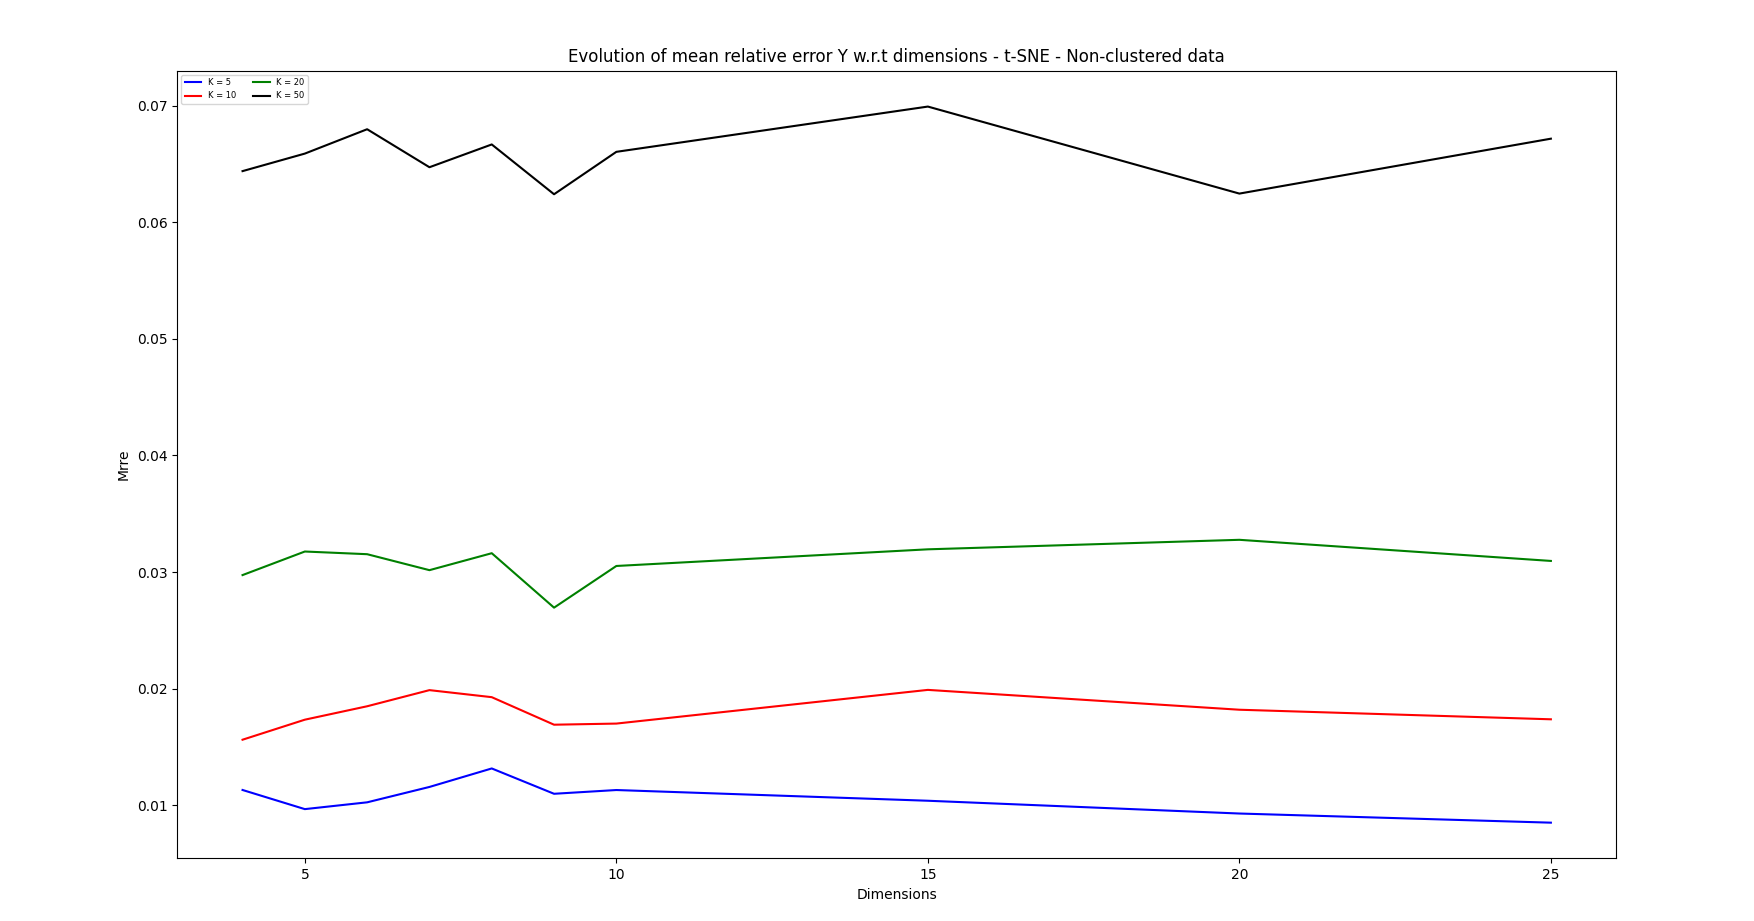 Evolution of mean relative error Y w.r.t dimensions - t-SNE - Non-clustered data
K = 5
K = 10
K = 20
K = 50
0.07
0.06
0.05
0.04
0.03
0.02
0.01
Mrre
5 10 15 20 25
Dimensions